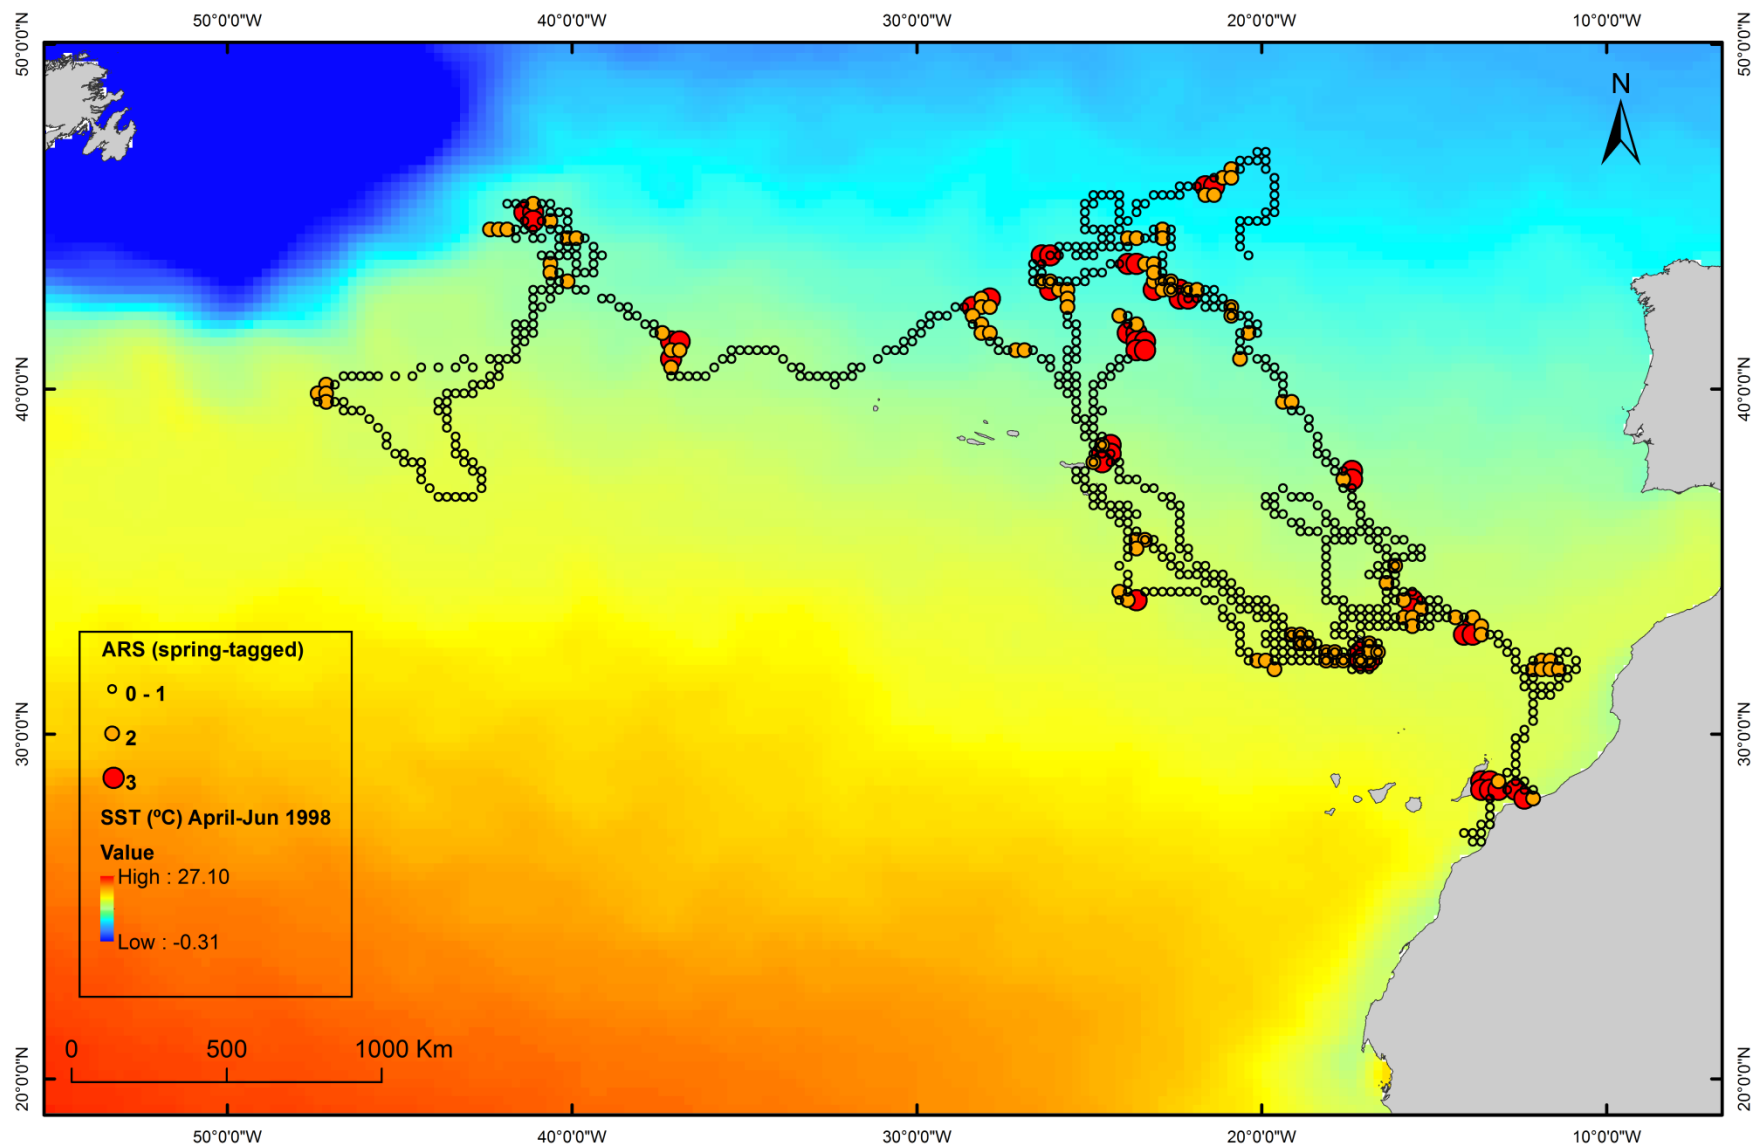 50°0'0"W 40°0'0"W 30°0'0"W 20°0'0"W 10°0'0"W
50°0'0"N 50°0'0"N
N
40°0'0"N 40°0'0"N
30°0'0"N 30°0'0"N
ARS (spring-tagged)
0 - 1
2
3
SST (ºC) April-Jun 1998
Value
High : 27.10
Low : -0.31
0 500 1000 Km
20°0'0"N 20°0'0"N
50°0'0"W 40°0'0"W 30°0'0"W 20°0'0"W 10°0'0"W